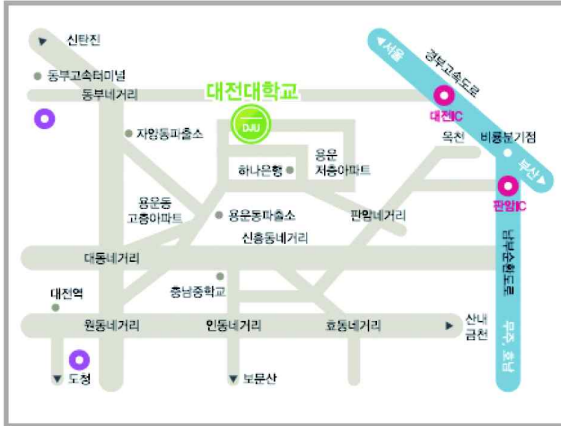 신탄진
서울
경부고속도로
동부고속터미널
동부네거리
대전대학교
DJU
대전IC
자양동파출소
옥천
비룡분기점
부산
하나은행
용운
저층아파트
판암IC
용운동
고층아파트
용운동파출소
판암네거리
신흥동네거리
대동네거리
남부순환도로
대전역
충남중학교
원동네거리
인동네거리
효동네거리
산내
금천
무주, 호남
도청
보문산